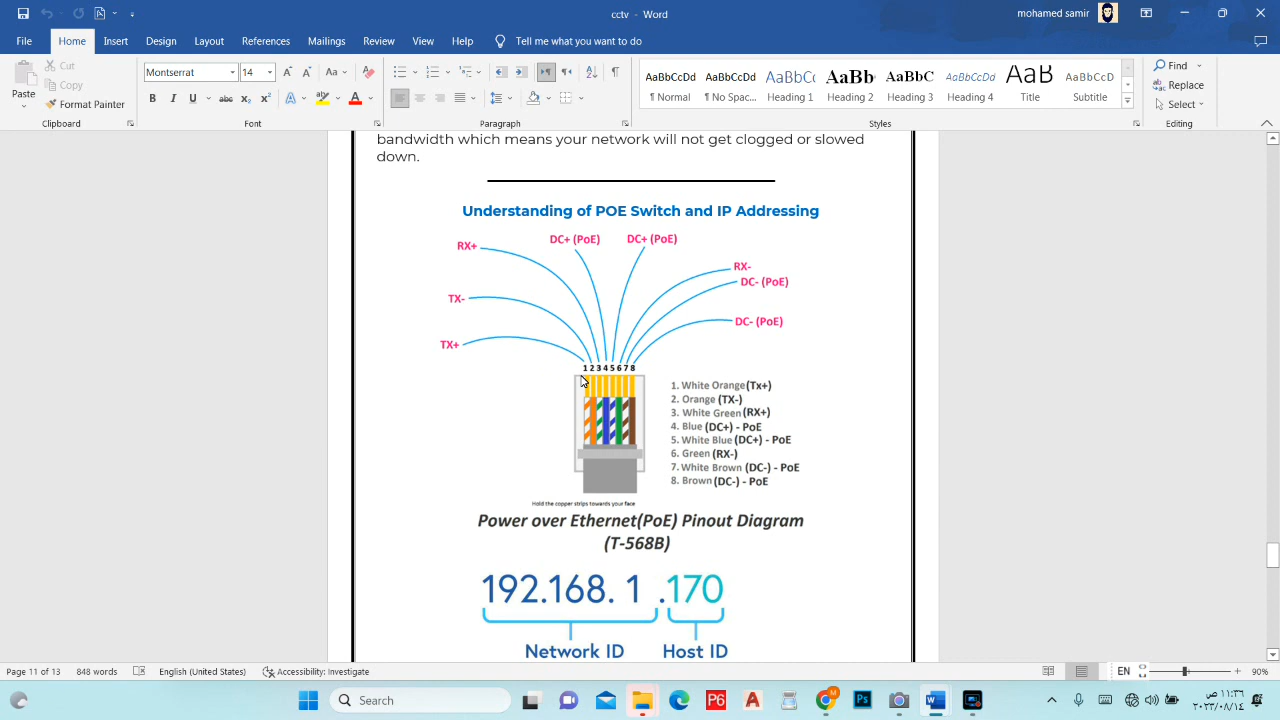 cctv - Word
mohamed samir
File Home Insert Design Layout References Mailings Review View Help Tell me what you want to do
Paste
Cut
Copy
Format Painter
Clipboard
Montserrat 14
Font
Paragraph
AaBbCcDd AaBbCcDd AaBbCc AaBb AaBbC AaBbCcDd AaB AaBbCcD
¶ Normal ¶ No Spac... Heading 1 Heading 2 Heading 3 Heading 4 Title Subtitle
Styles
Find
Replace
Select
Editing
bandwidth which means your network will not get clogged or slowed
down.
Understanding of POE Switch and IP Addressing
RX+ DC+ (PoE) DC+ (PoE)
RX-
DC- (PoE)
TX-
DC- (PoE)
TX+
1 2 3 4 5 6 7 8
1. White Orange (Tx+)
2. Orange (TX-)
3. White Green (RX+)
4. Blue (DC+) - PoE
5. White Blue (DC+) - PoE
6. Green (RX-)
7. White Brown (DC-) - PoE
8. Brown (DC-) - PoE
Hold the copper strips towards your face
Power over Ethernet(PoE) Pinout Diagram
(T-568B)
192.168. 1 .170
Network ID Host ID
Page 11 of 13 848 words English (United States) Accessibility: Investigate EN 90%
Search